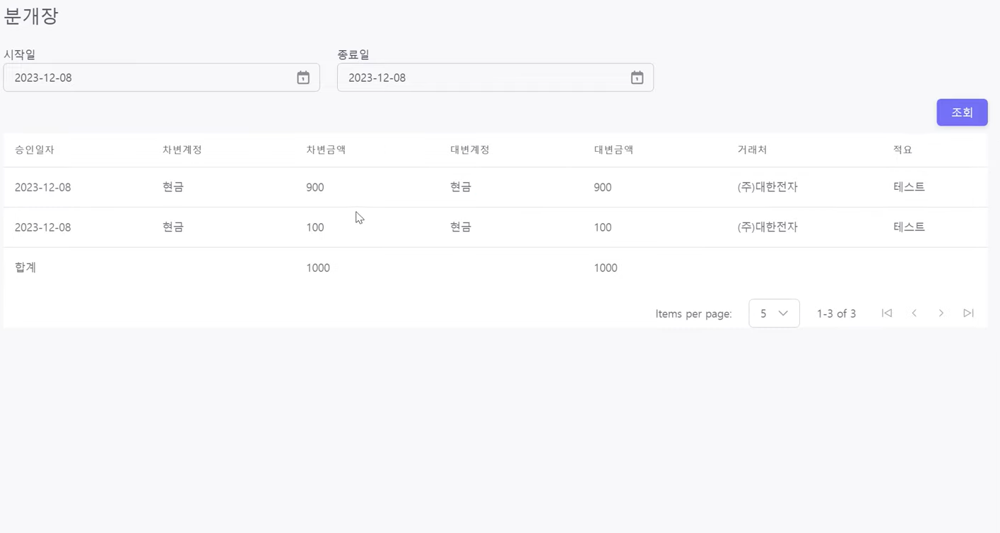 분개장
시작일 종료일
2023-12-08 2023-12-08
조회
승인일자 차변계정 차변금액 대변계정 대변금액 거래처 적요
2023-12-08 현금 900 현금 900 (주)대한전자 테스트
2023-12-08 현금 100 현금 100 (주)대한전자 테스트
합계 1000 1000
Items per page: 5 1-3 of 3